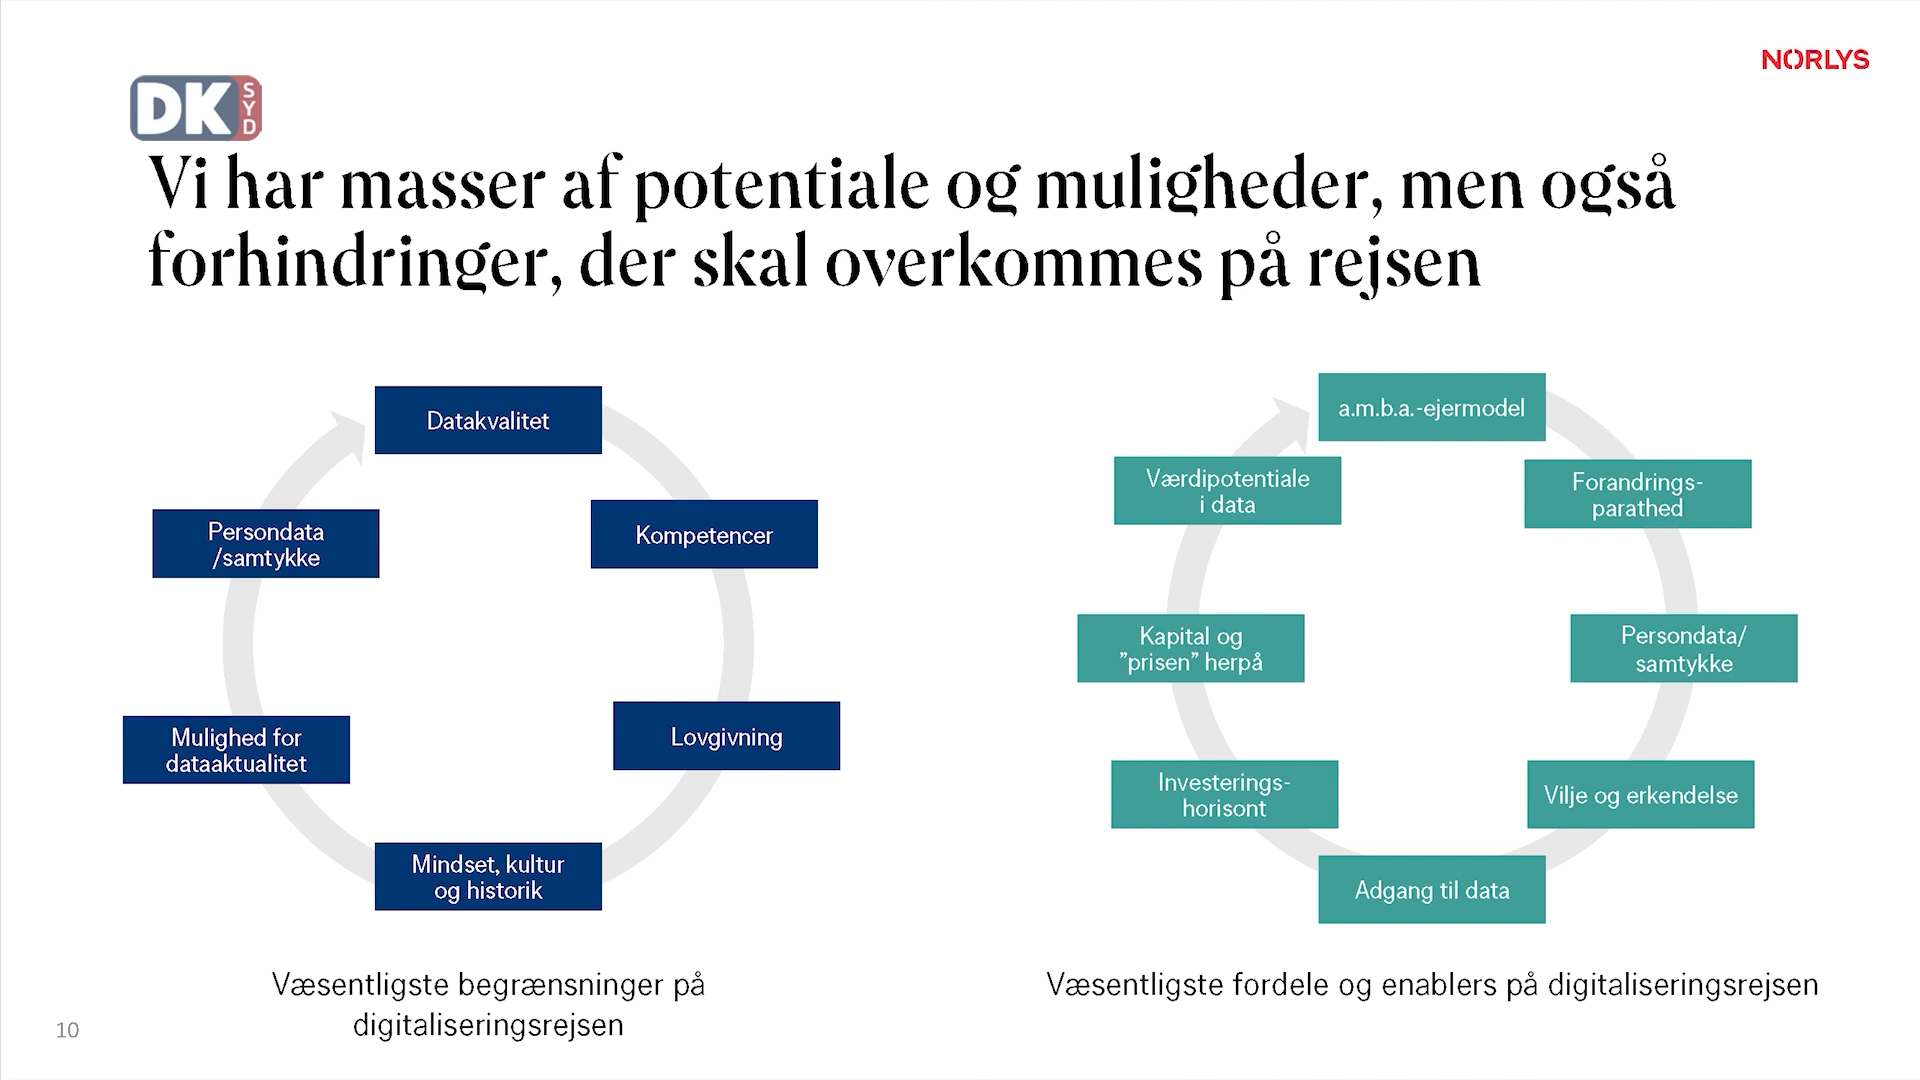 NORLYS
DK SYD
Vi har masser af potentiale og muligheder, men også
forhindringer, der skal overkommes på rejsen
Datakvalitet
Kompetencer
Lovgivning
Mindset, kultur
og historik
Mulighed for
dataaktualitet
Persondata
/samtykke
Væsentligste begrænsninger på
digitaliseringsrejsen
a.m.b.a.-ejermodel
Forandrings-
parathed
Persondata/
samtykke
Vilje og erkendelse
Adgang til data
Investerings-
horisont
Kapital og
”prisen” herpå
Værdipotentiale
i data
Væsentligste fordele og enablers på digitaliseringsrejsen
10